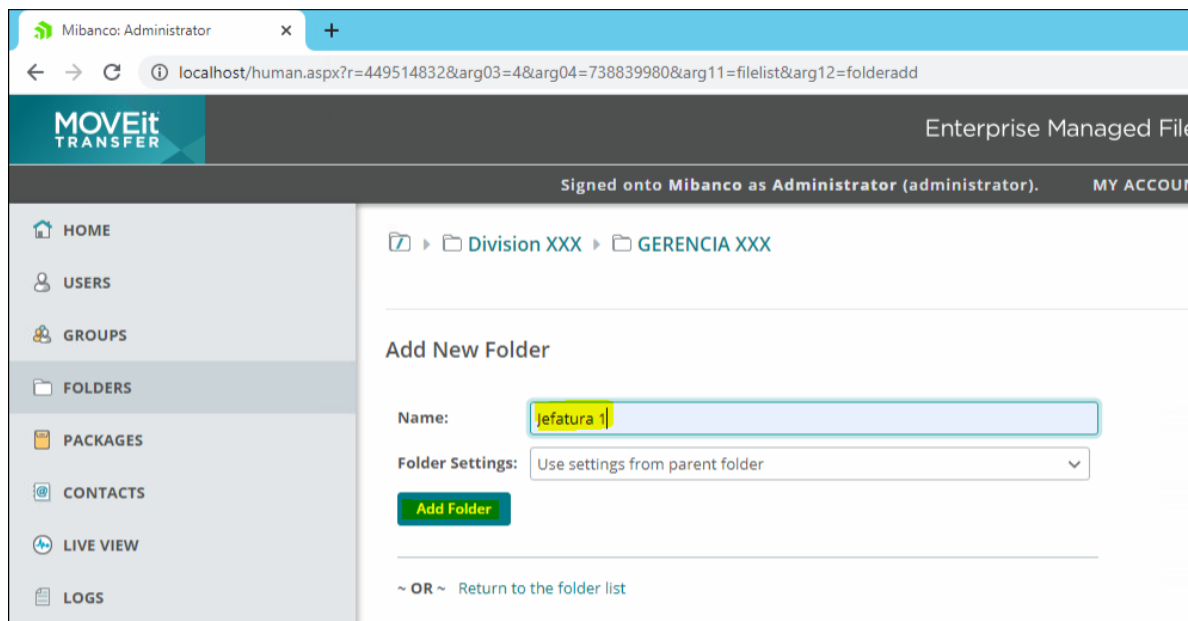 Mibanco: Administrator
localhost/human.aspx?r=449514832&arg03=4&arg04=738839980&arg11=filelist&arg12=folderadd
MOVEit
TRANSFER
Enterprise Managed File
Signed onto Mibanco as Administrator (administrator). MY ACCOUN
HOME
USERS
GROUPS
FOLDERS
PACKAGES
CONTACTS
LIVE VIEW
LOGS
Division XXX GERENCIA XXX
Add New Folder
Name: Jefatura 1
Folder Settings: Use settings from parent folder
Add Folder
~ OR ~ Return to the folder list